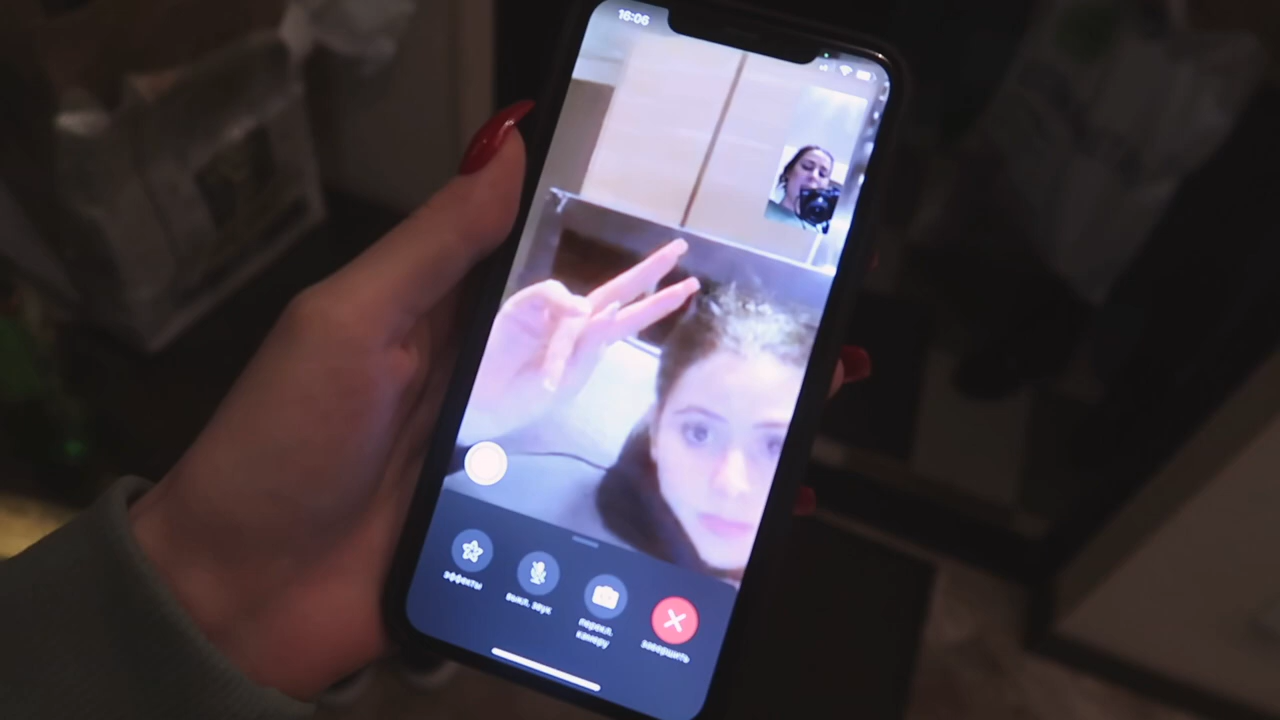 16:06
эффекты
выкл. звук
перекл.
камеру
завершить